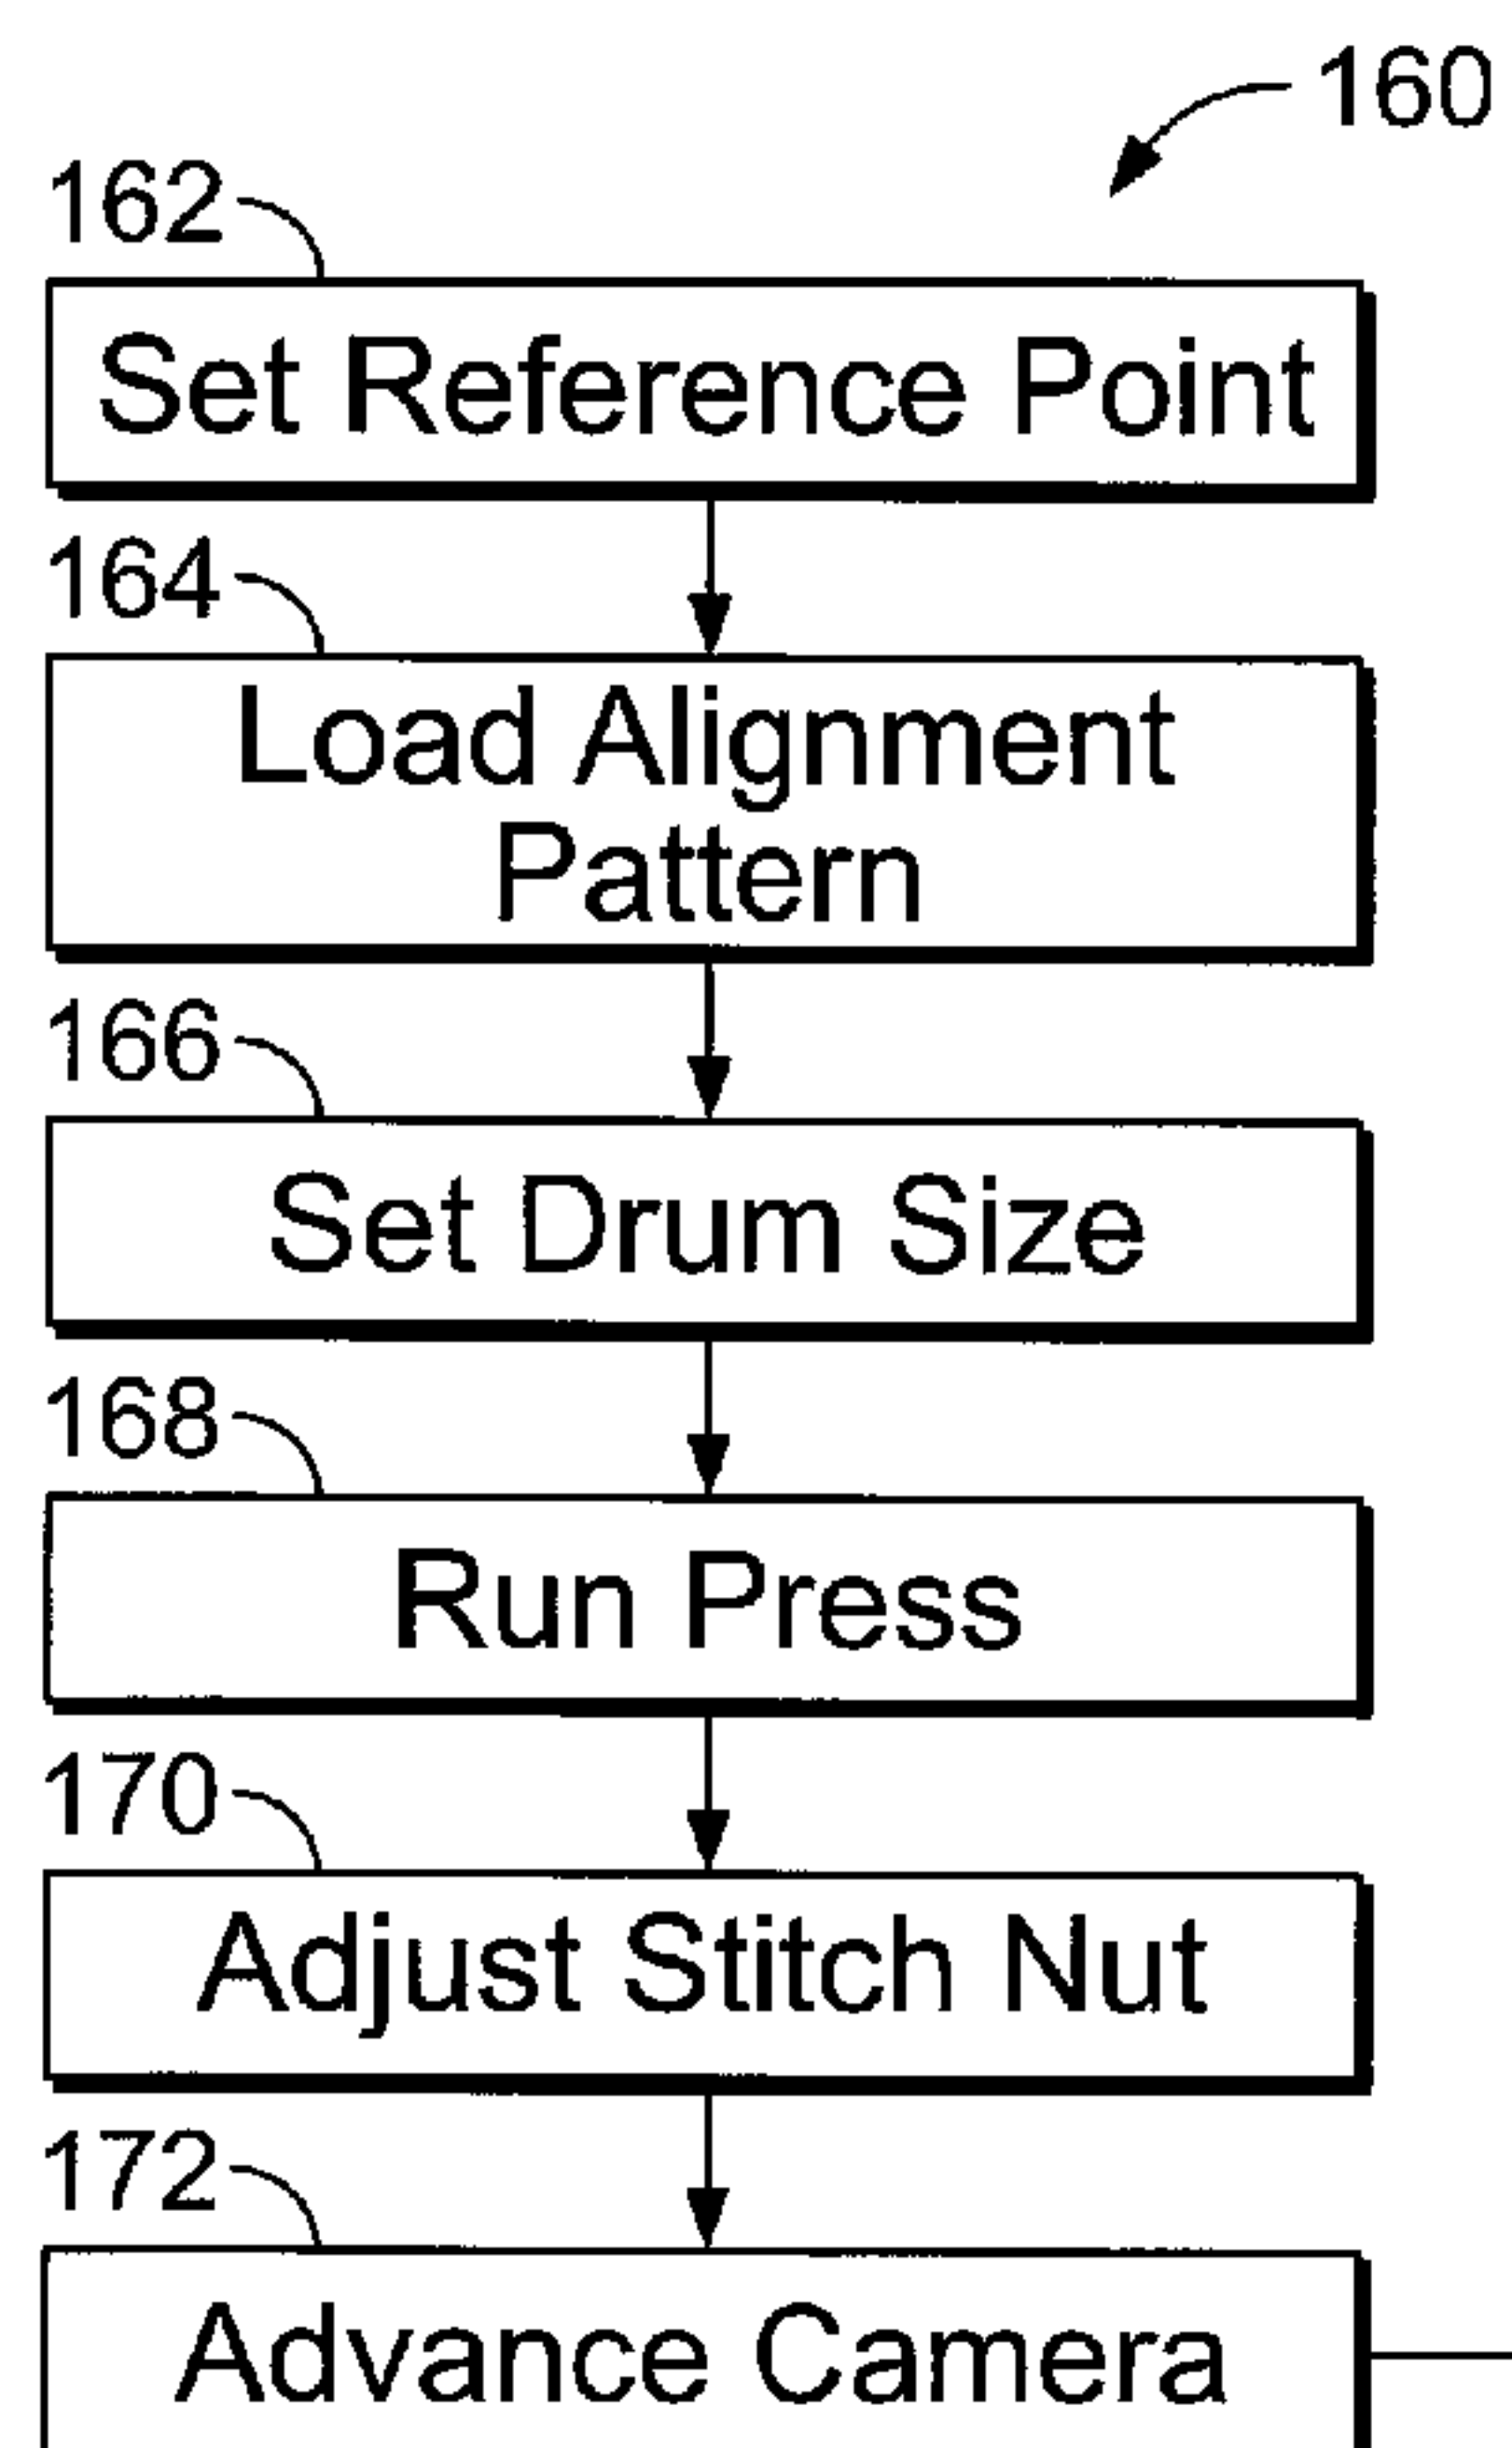 160
162
Set Reference Point
164
Load Alignment
Pattern
166
Set Drum Size
168
Run Press
170
Adjust Stitch Nut
172
Advance Camera